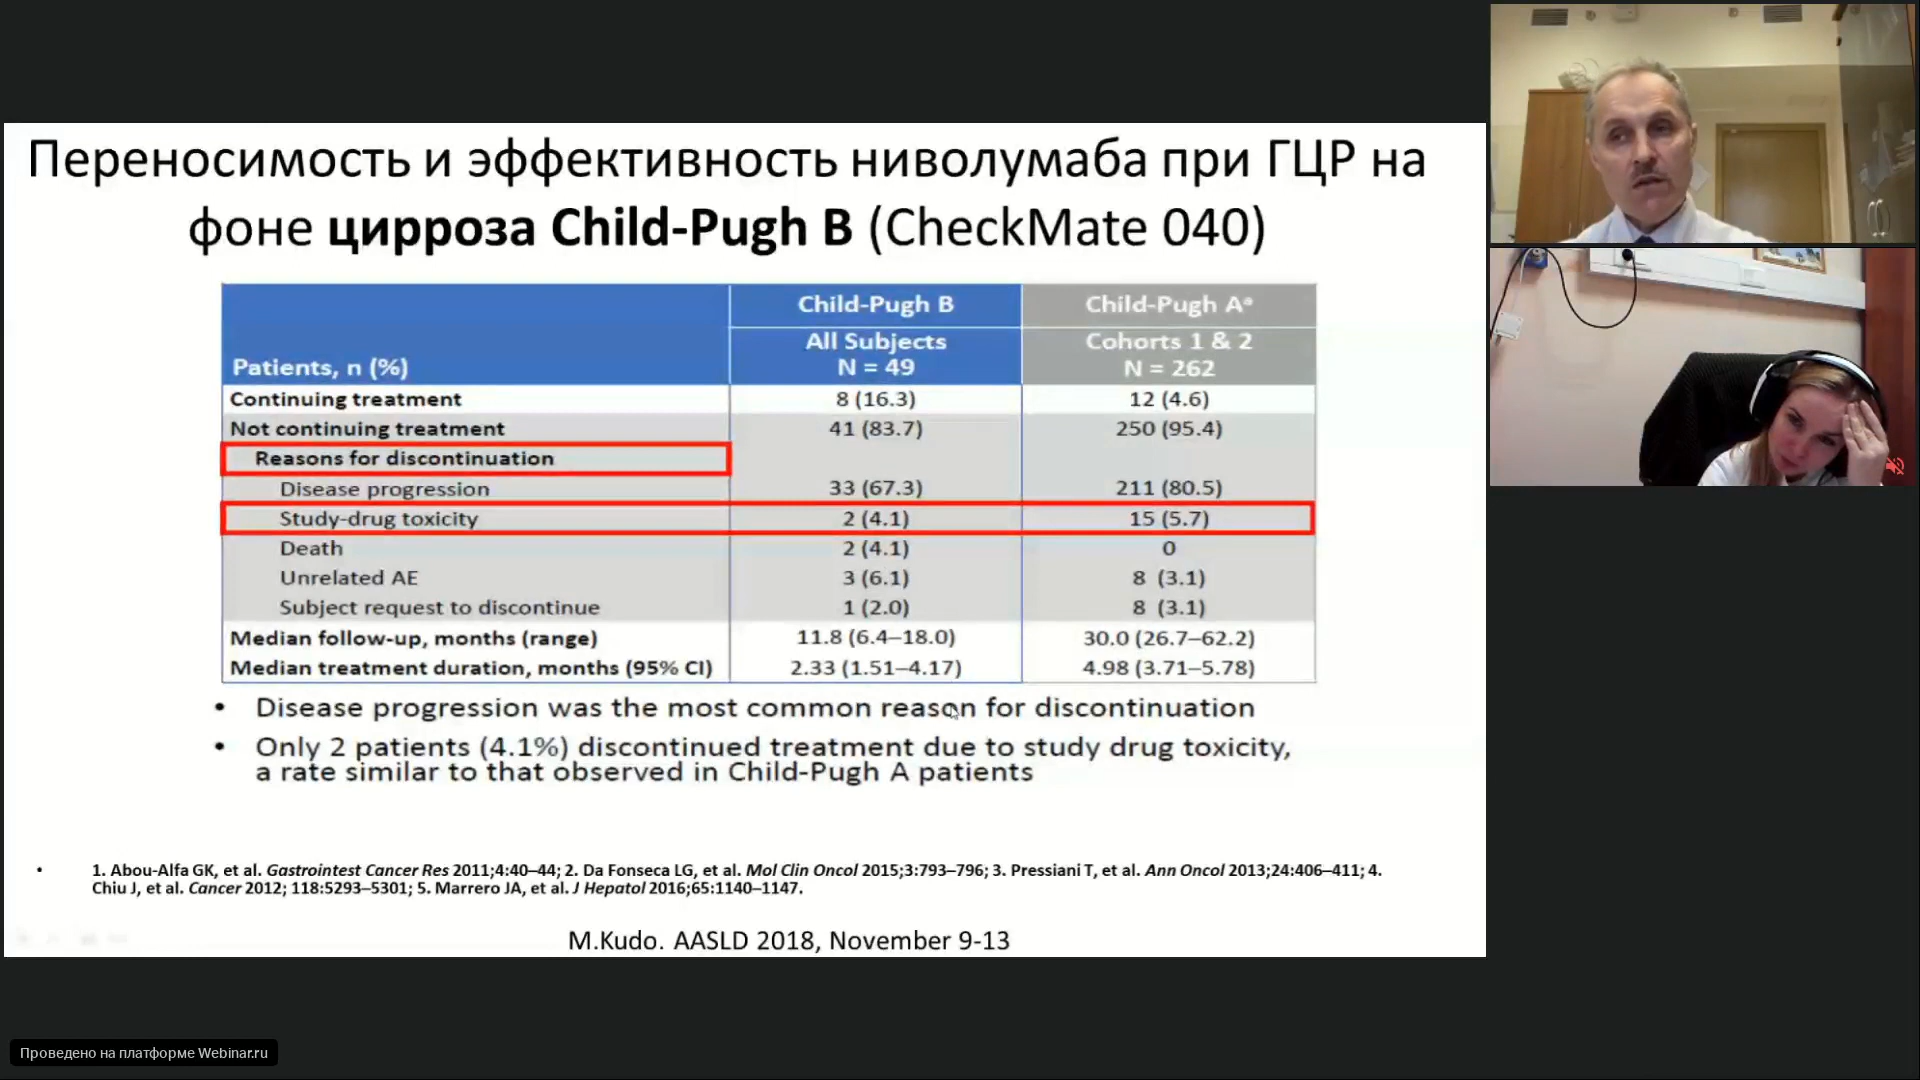 Переносимость и эффективность ниволумаба при ГЦР на
фоне цирроза Child-Pugh B (CheckMate 040)
Child-Pugh B Child-Pugh Aᵃ
All Subjects Cohorts 1 & 2
Patients, n (%) N = 49 N = 262
Continuing treatment 8 (16.3) 12 (4.6)
Not continuing treatment 41 (83.7) 250 (95.4)
Reasons for discontinuation
Disease progression 33 (67.3) 211 (80.5)
Study-drug toxicity 2 (4.1) 15 (5.7)
Death 2 (4.1) 0
Unrelated AE 3 (6.1) 8 (3.1)
Subject request to discontinue 1 (2.0) 8 (3.1)
Median follow-up, months (range) 11.8 (6.4–18.0) 30.0 (26.7–62.2)
Median treatment duration, months (95% CI) 2.33 (1.51–4.17) 4.98 (3.71–5.78)
• Disease progression was the most common reason for discontinuation
• Only 2 patients (4.1%) discontinued treatment due to study drug toxicity,
a rate similar to that observed in Child-Pugh A patients
• 1. Abou-Alfa GK, et al. Gastrointest Cancer Res 2011;4:40–44; 2. Da Fonseca LG, et al. Mol Clin Oncol 2015;3:793–796; 3. Pressiani T, et al. Ann Oncol 2013;24:406–411; 4.
Chiu J, et al. Cancer 2012; 118:5293–5301; 5. Marrero JA, et al. J Hepatol 2016;65:1140–1147.
M.Kudo. AASLD 2018, November 9-13
Проведено на платформе Webinar.ru